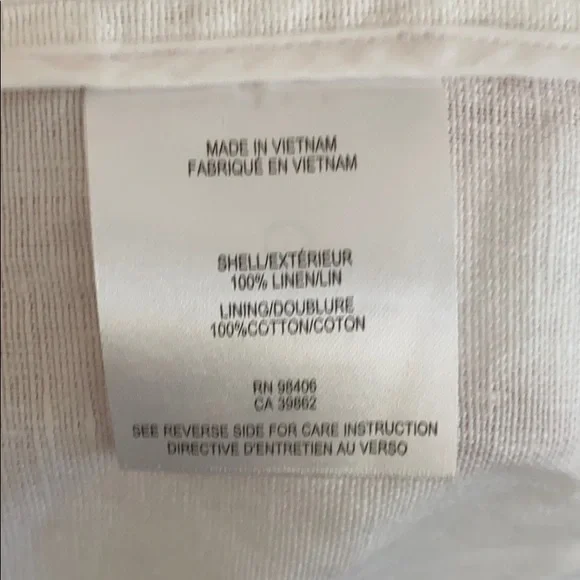 MADE IN VIETNAM
FABRIQUÉ EN VIETNAM
SHELL/EXTÉRIEUR
100% LINEN/LIN
LINING/DOUBLURE
100%COTTON/COTON
RN 98406
CA 39862
SEE REVERSE SIDE FOR CARE INSTRUCTION
DIRECTIVE D'ENTRETIEN AU VERSO